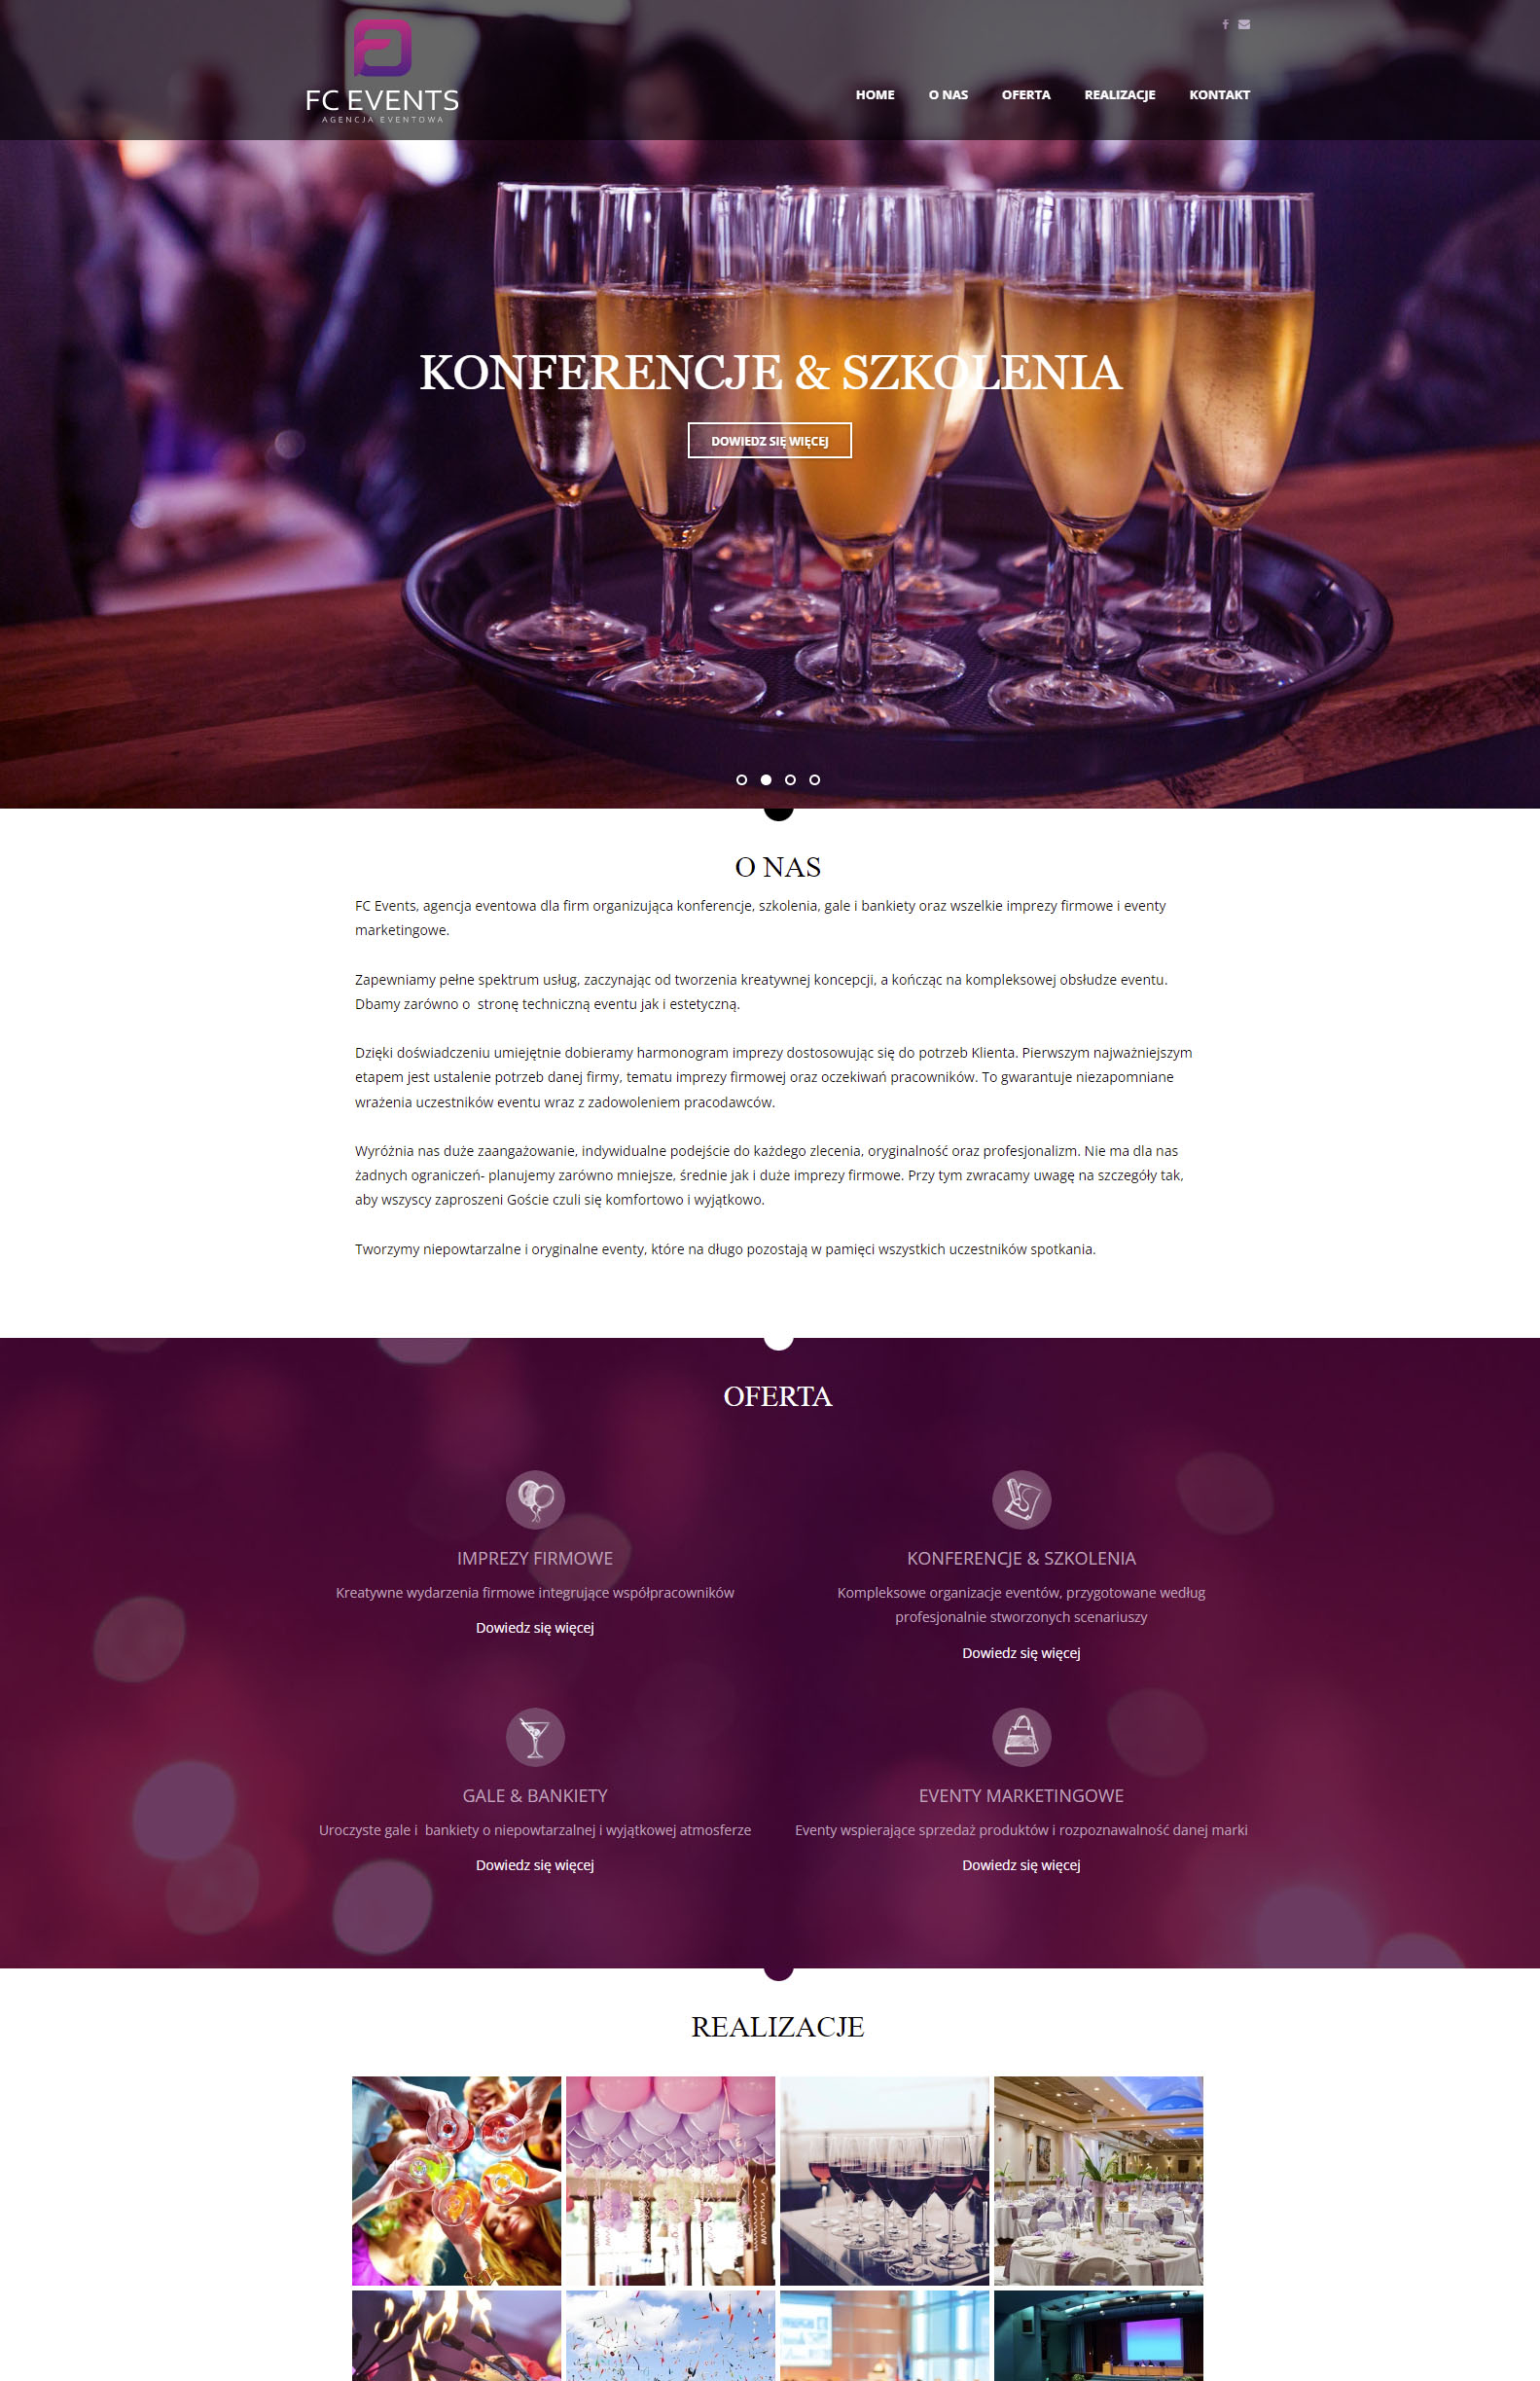 FC EVENTS
AGENCJA EVENTOWA
HOME O NAS OFERTA REALIZACJE KONTAKT
KONFERENCJE & SZKOLENIA
DOWIEDZ SIĘ WIĘCEJ
O NAS
FC Events, agencja eventowa dla firm organizująca konferencje, szkolenia, gale i bankiety oraz wszelkie imprezy firmowe i eventy
marketingowe.
Zapewniamy pełne spektrum usług, zaczynając od tworzenia kreatywnej koncepcji, a kończąc na kompleksowej obsłudze eventu.
Dbamy zarówno o  stronę techniczną eventu jak i estetyczną.
Dzięki doświadczeniu umiejętnie dobieramy harmonogram imprezy dostosowując się do potrzeb Klienta. Pierwszym najważniejszym
etapem jest ustalenie potrzeb danej firmy, tematu imprezy firmowej oraz oczekiwań pracowników. To gwarantuje niezapomniane
wrażenia uczestników eventu wraz z zadowoleniem pracodawców.
Wyróżnia nas duże zaangażowanie, indywidualne podejście do każdego zlecenia, oryginalność oraz profesjonalizm. Nie ma dla nas
żadnych ograniczeń- planujemy zarówno mniejsze, średnie jak i duże imprezy firmowe. Przy tym zwracamy uwagę na szczegóły tak,
aby wszyscy zaproszeni Goście czuli się komfortowo i wyjątkowo.
Tworzymy niepowtarzalne i oryginalne eventy, które na długo pozostają w pamięci wszystkich uczestników spotkania.
OFERTA
IMPREZY FIRMOWE
Kreatywne wydarzenia firmowe integrujące współpracowników
Dowiedz się więcej
KONFERENCJE & SZKOLENIA
Kompleksowe organizacje eventów, przygotowane według
profesjonalnie stworzonych scenariuszy
Dowiedz się więcej
GALE & BANKIETY
Uroczyste gale i  bankiety o niepowtarzalnej i wyjątkowej atmosferze
Dowiedz się więcej
EVENTY MARKETINGOWE
Eventy wspierające sprzedaż produktów i rozpoznawalność danej marki
Dowiedz się więcej
REALIZACJE